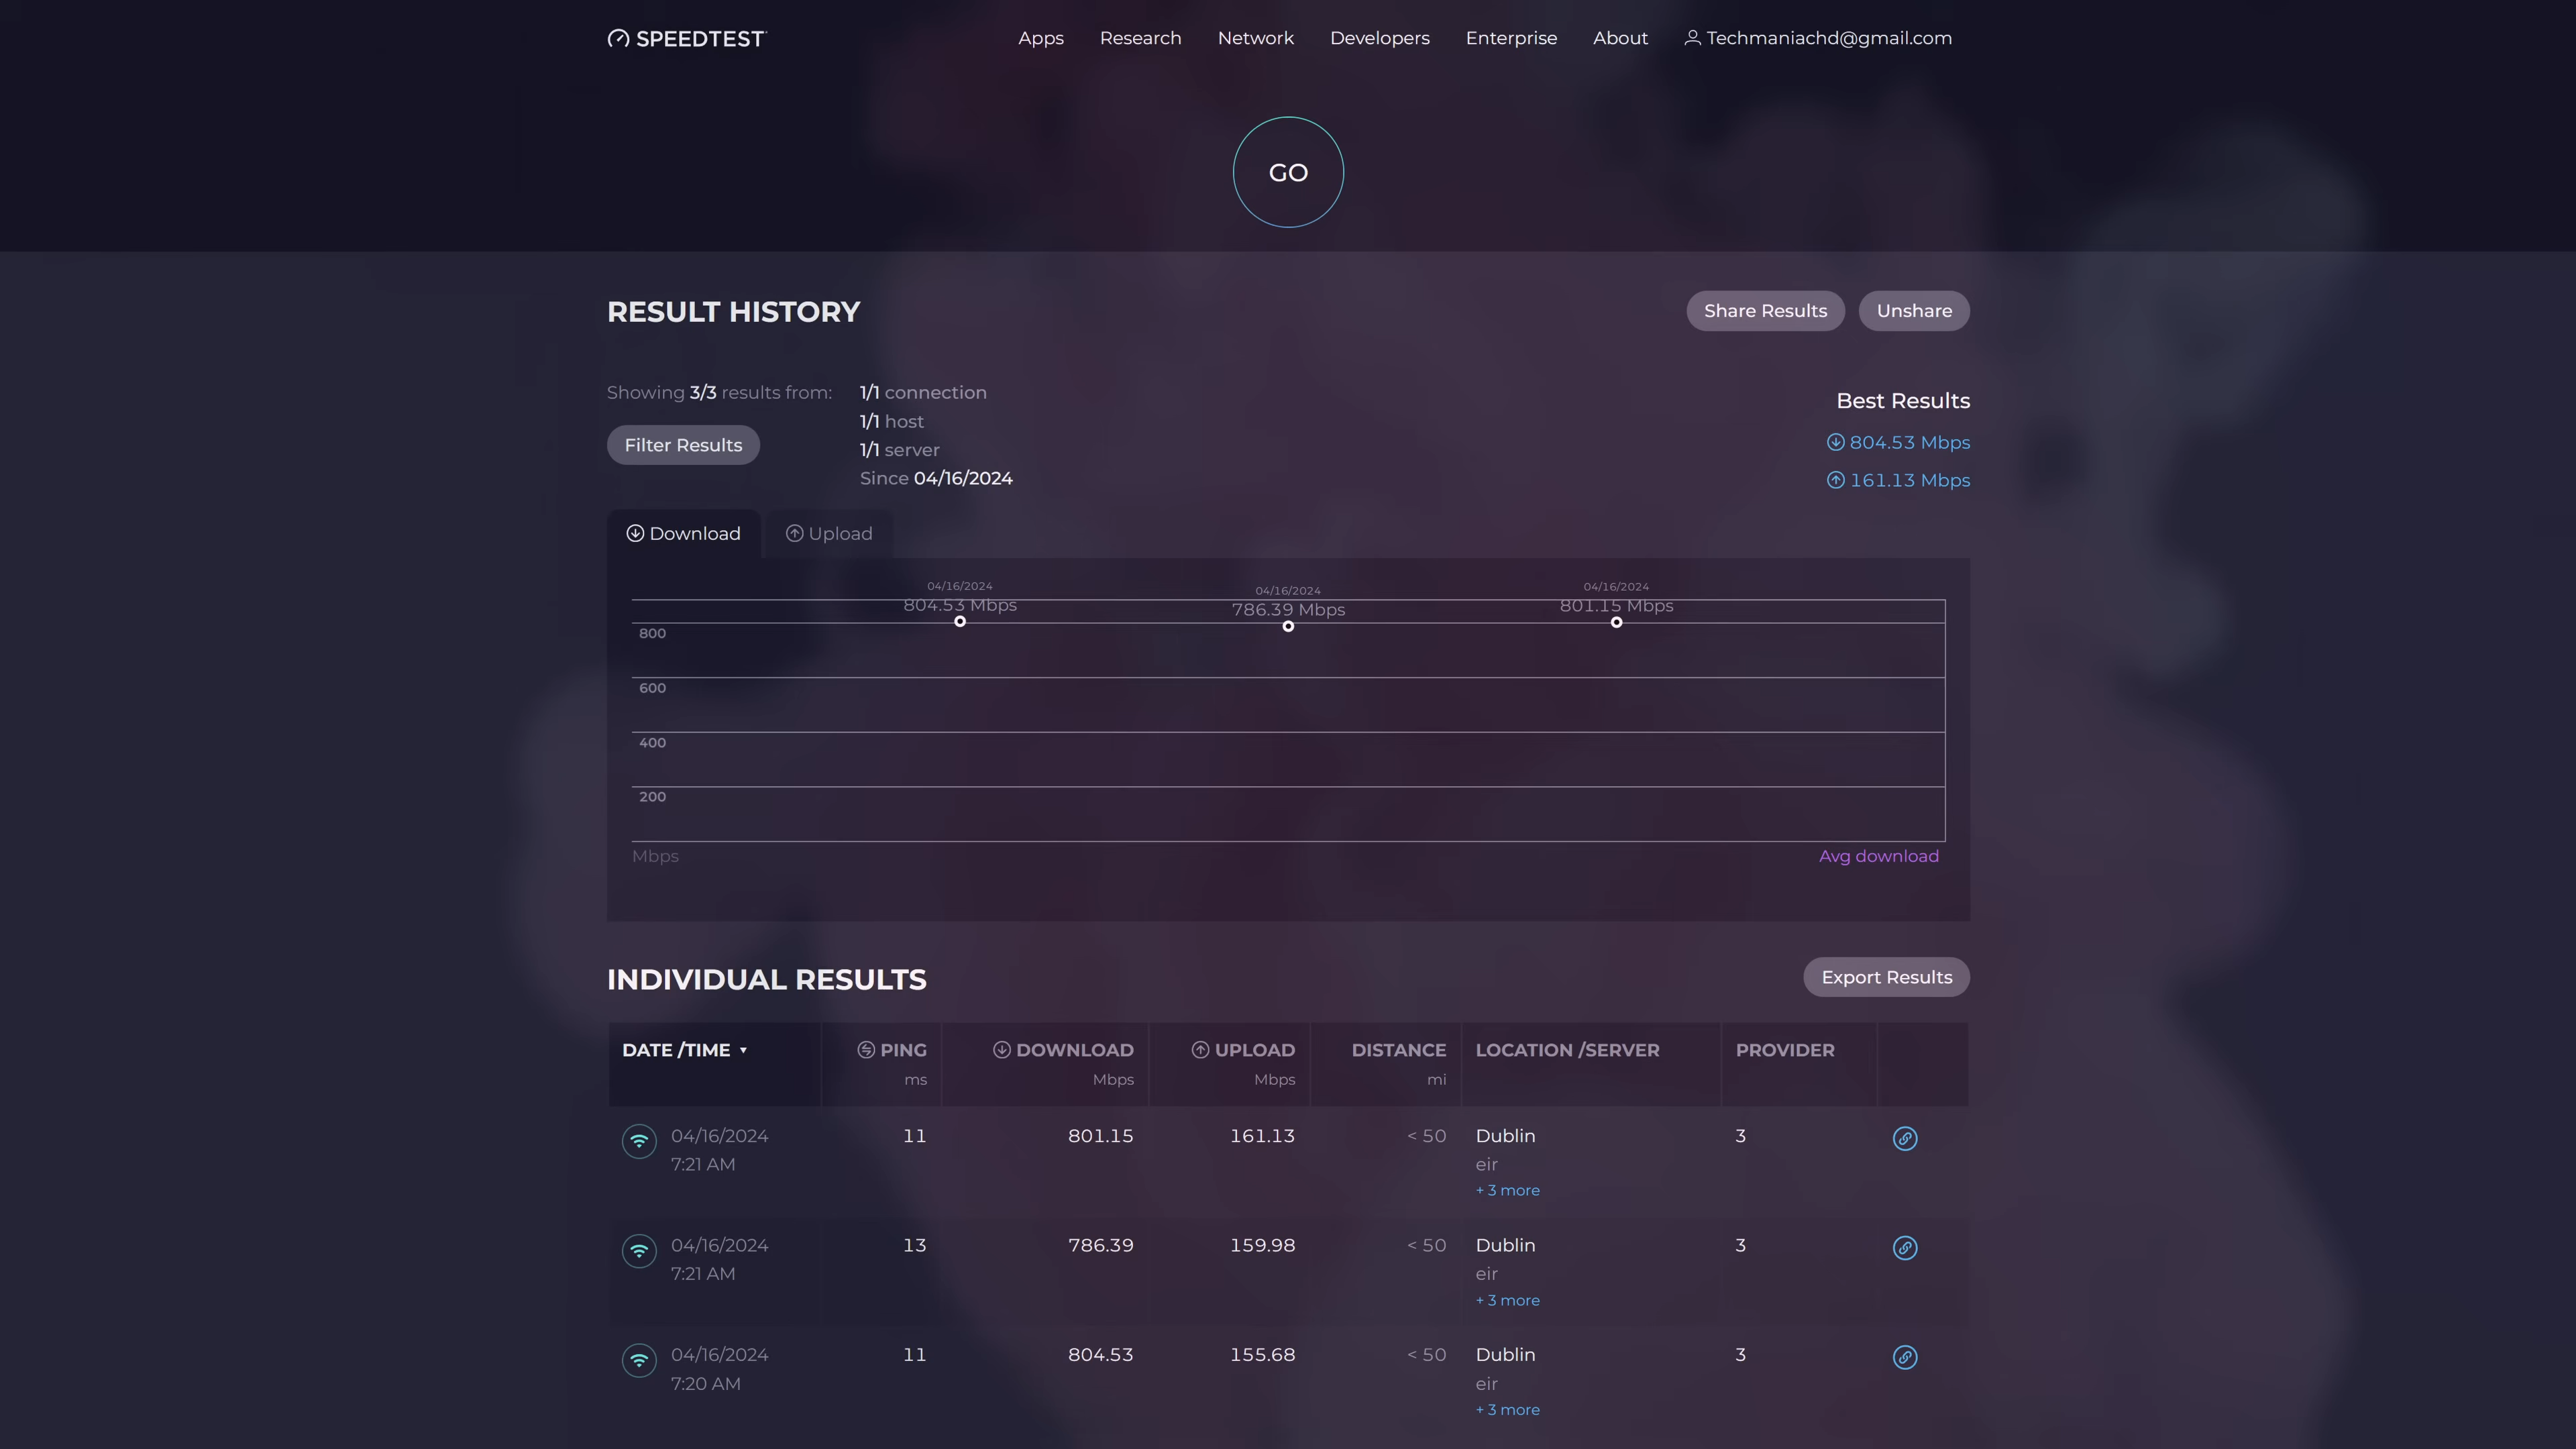 SPEEDTEST
Apps Research Network Developers Enterprise About Techmaniachd@gmail.com
GO
RESULT HISTORY
Share Results Unshare
Showing 3/3 results from: 1/1 connection
1/1 host
1/1 server
Since 04/16/2024
Filter Results
Best Results
804.53 Mbps
161.13 Mbps
Download Upload
04/16/2024 04/16/2024 04/16/2024
804.53 Mbps 786.39 Mbps 801.15 Mbps
800
600
400
200
Mbps Avg download
INDIVIDUAL RESULTS Export Results
DATE /TIME PING DOWNLOAD UPLOAD DISTANCE LOCATION /SERVER PROVIDER
ms Mbps Mbps mi
04/16/2024 11 801.15 161.13 < 50 Dublin 3
7:21 AM eir
+ 3 more
04/16/2024 13 786.39 159.98 < 50 Dublin 3
7:21 AM eir
+ 3 more
04/16/2024 11 804.53 155.68 < 50 Dublin 3
7:20 AM eir
+ 3 more